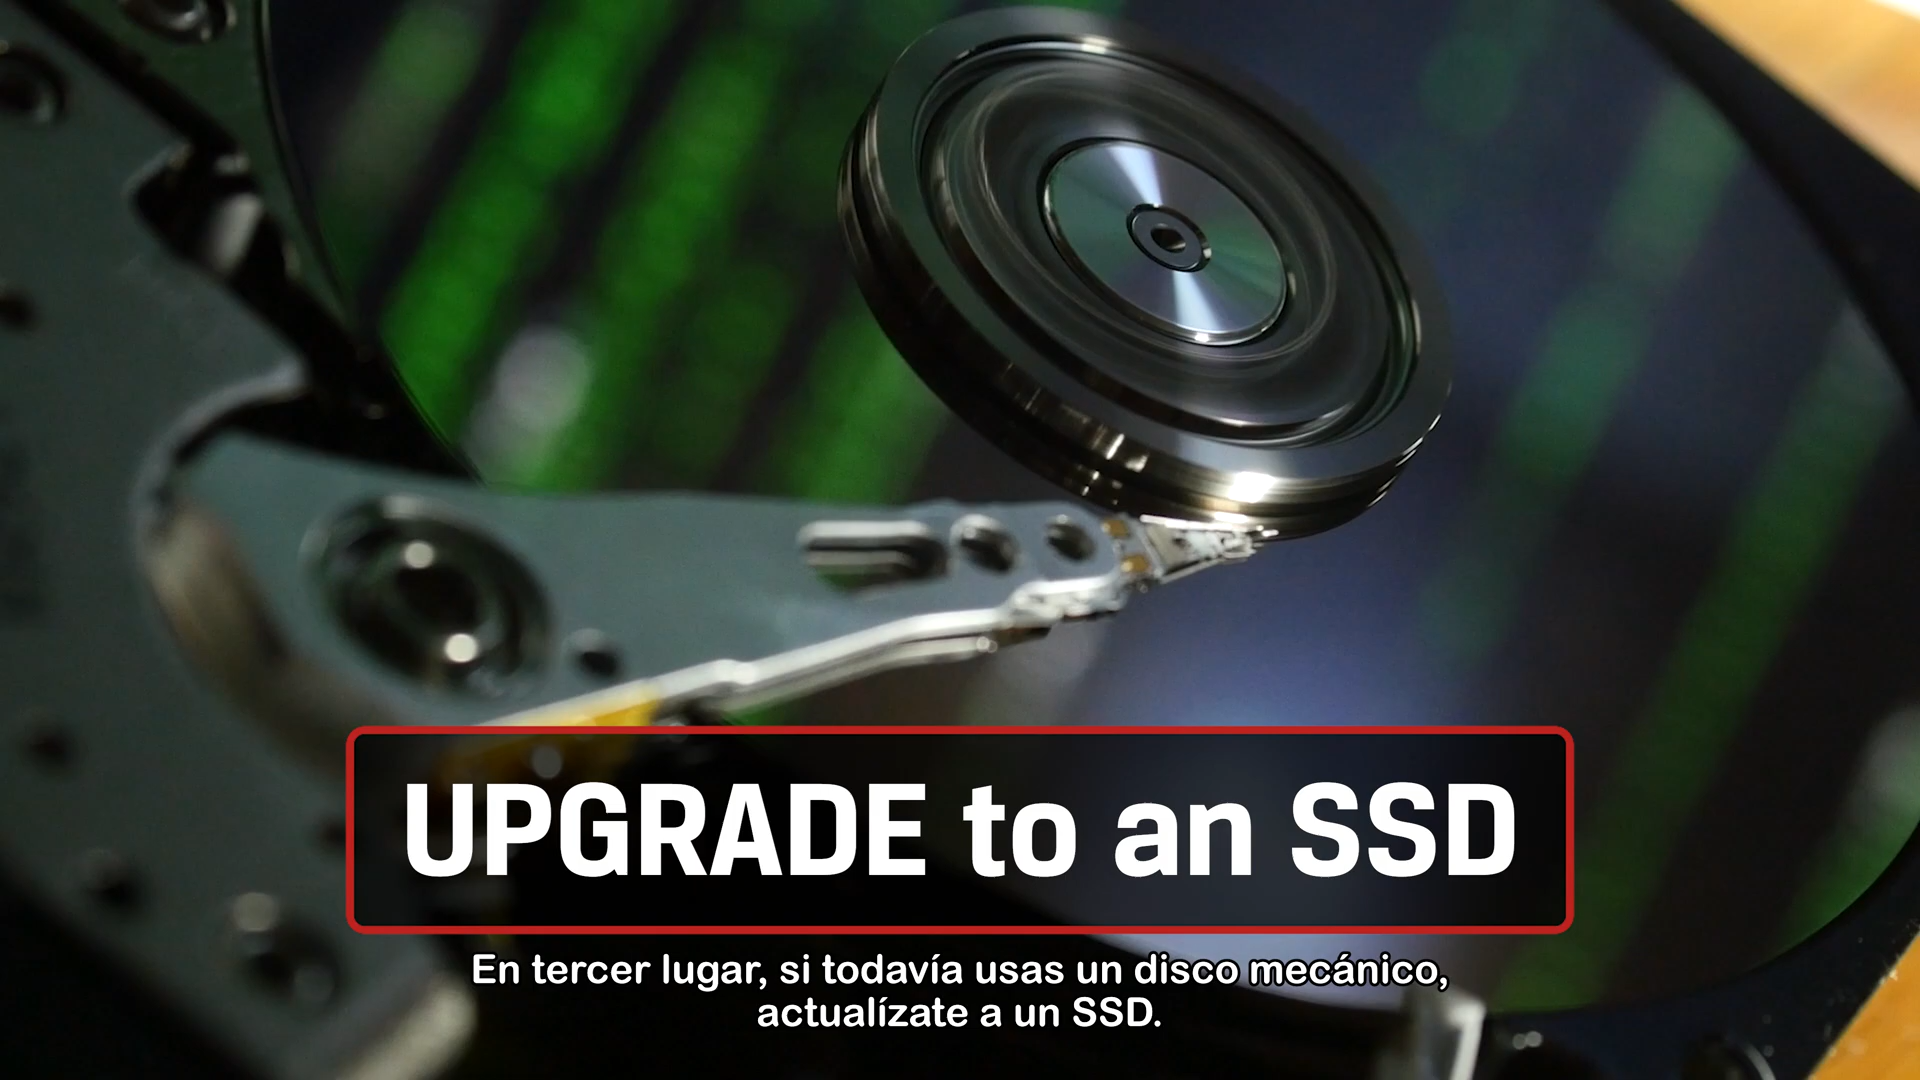 UPGRADE to an SSD
En tercer lugar, si todavía usas un disco mecánico,
actualízate a un SSD.